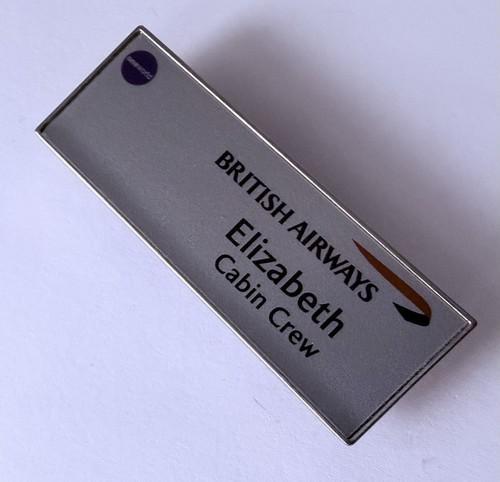 BRITISH AIRWAYS
Elizabeth
Cabin Crew